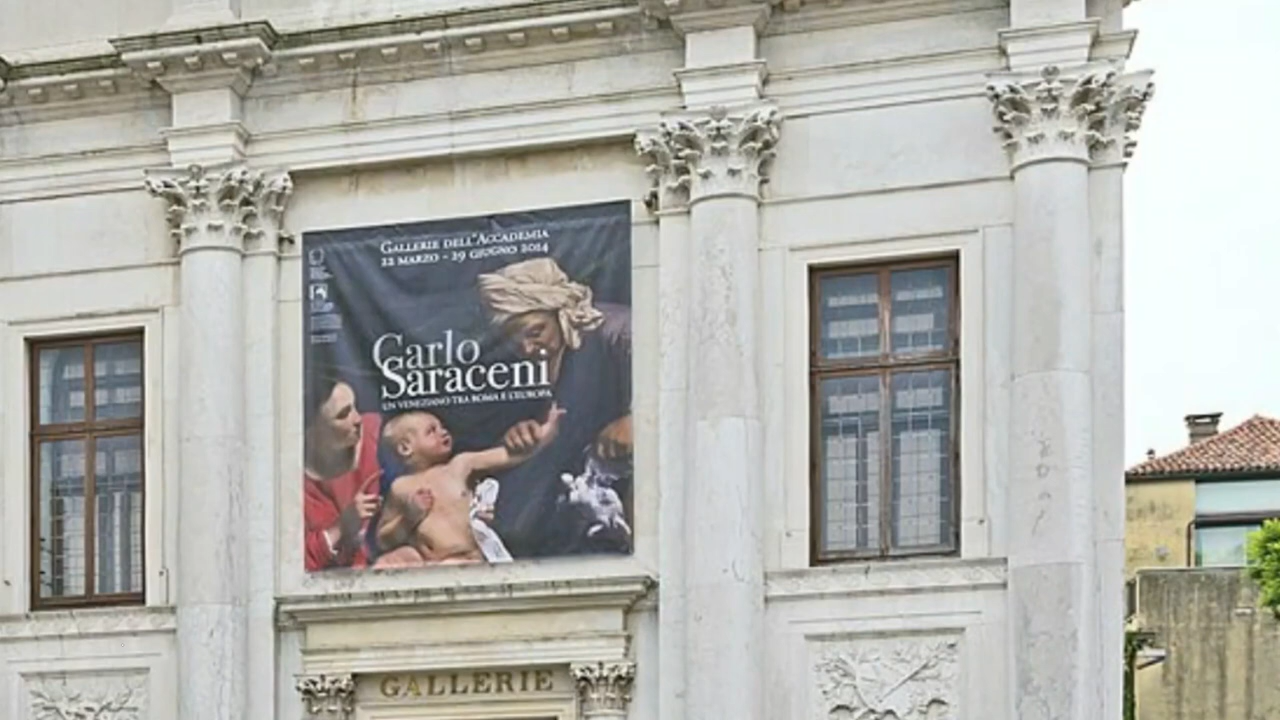 GALLERIE DELL'ACCADEMIA
22 MARZO - 29 GIUGNO 2014
Carlo
Saraceni
UN VENEZIANO TRA ROMA E L'EUROPA
GALLERIE